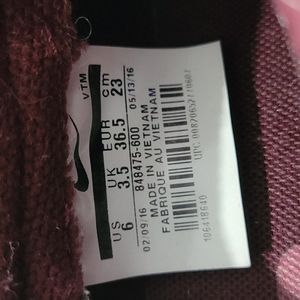 VTM
US UK EUR cm
6 3.5 36.5 23
02/09/16 05/13/16
848475-600
MADE IN VIETNAM
FABRIQUE AU VIETNAM
106418640